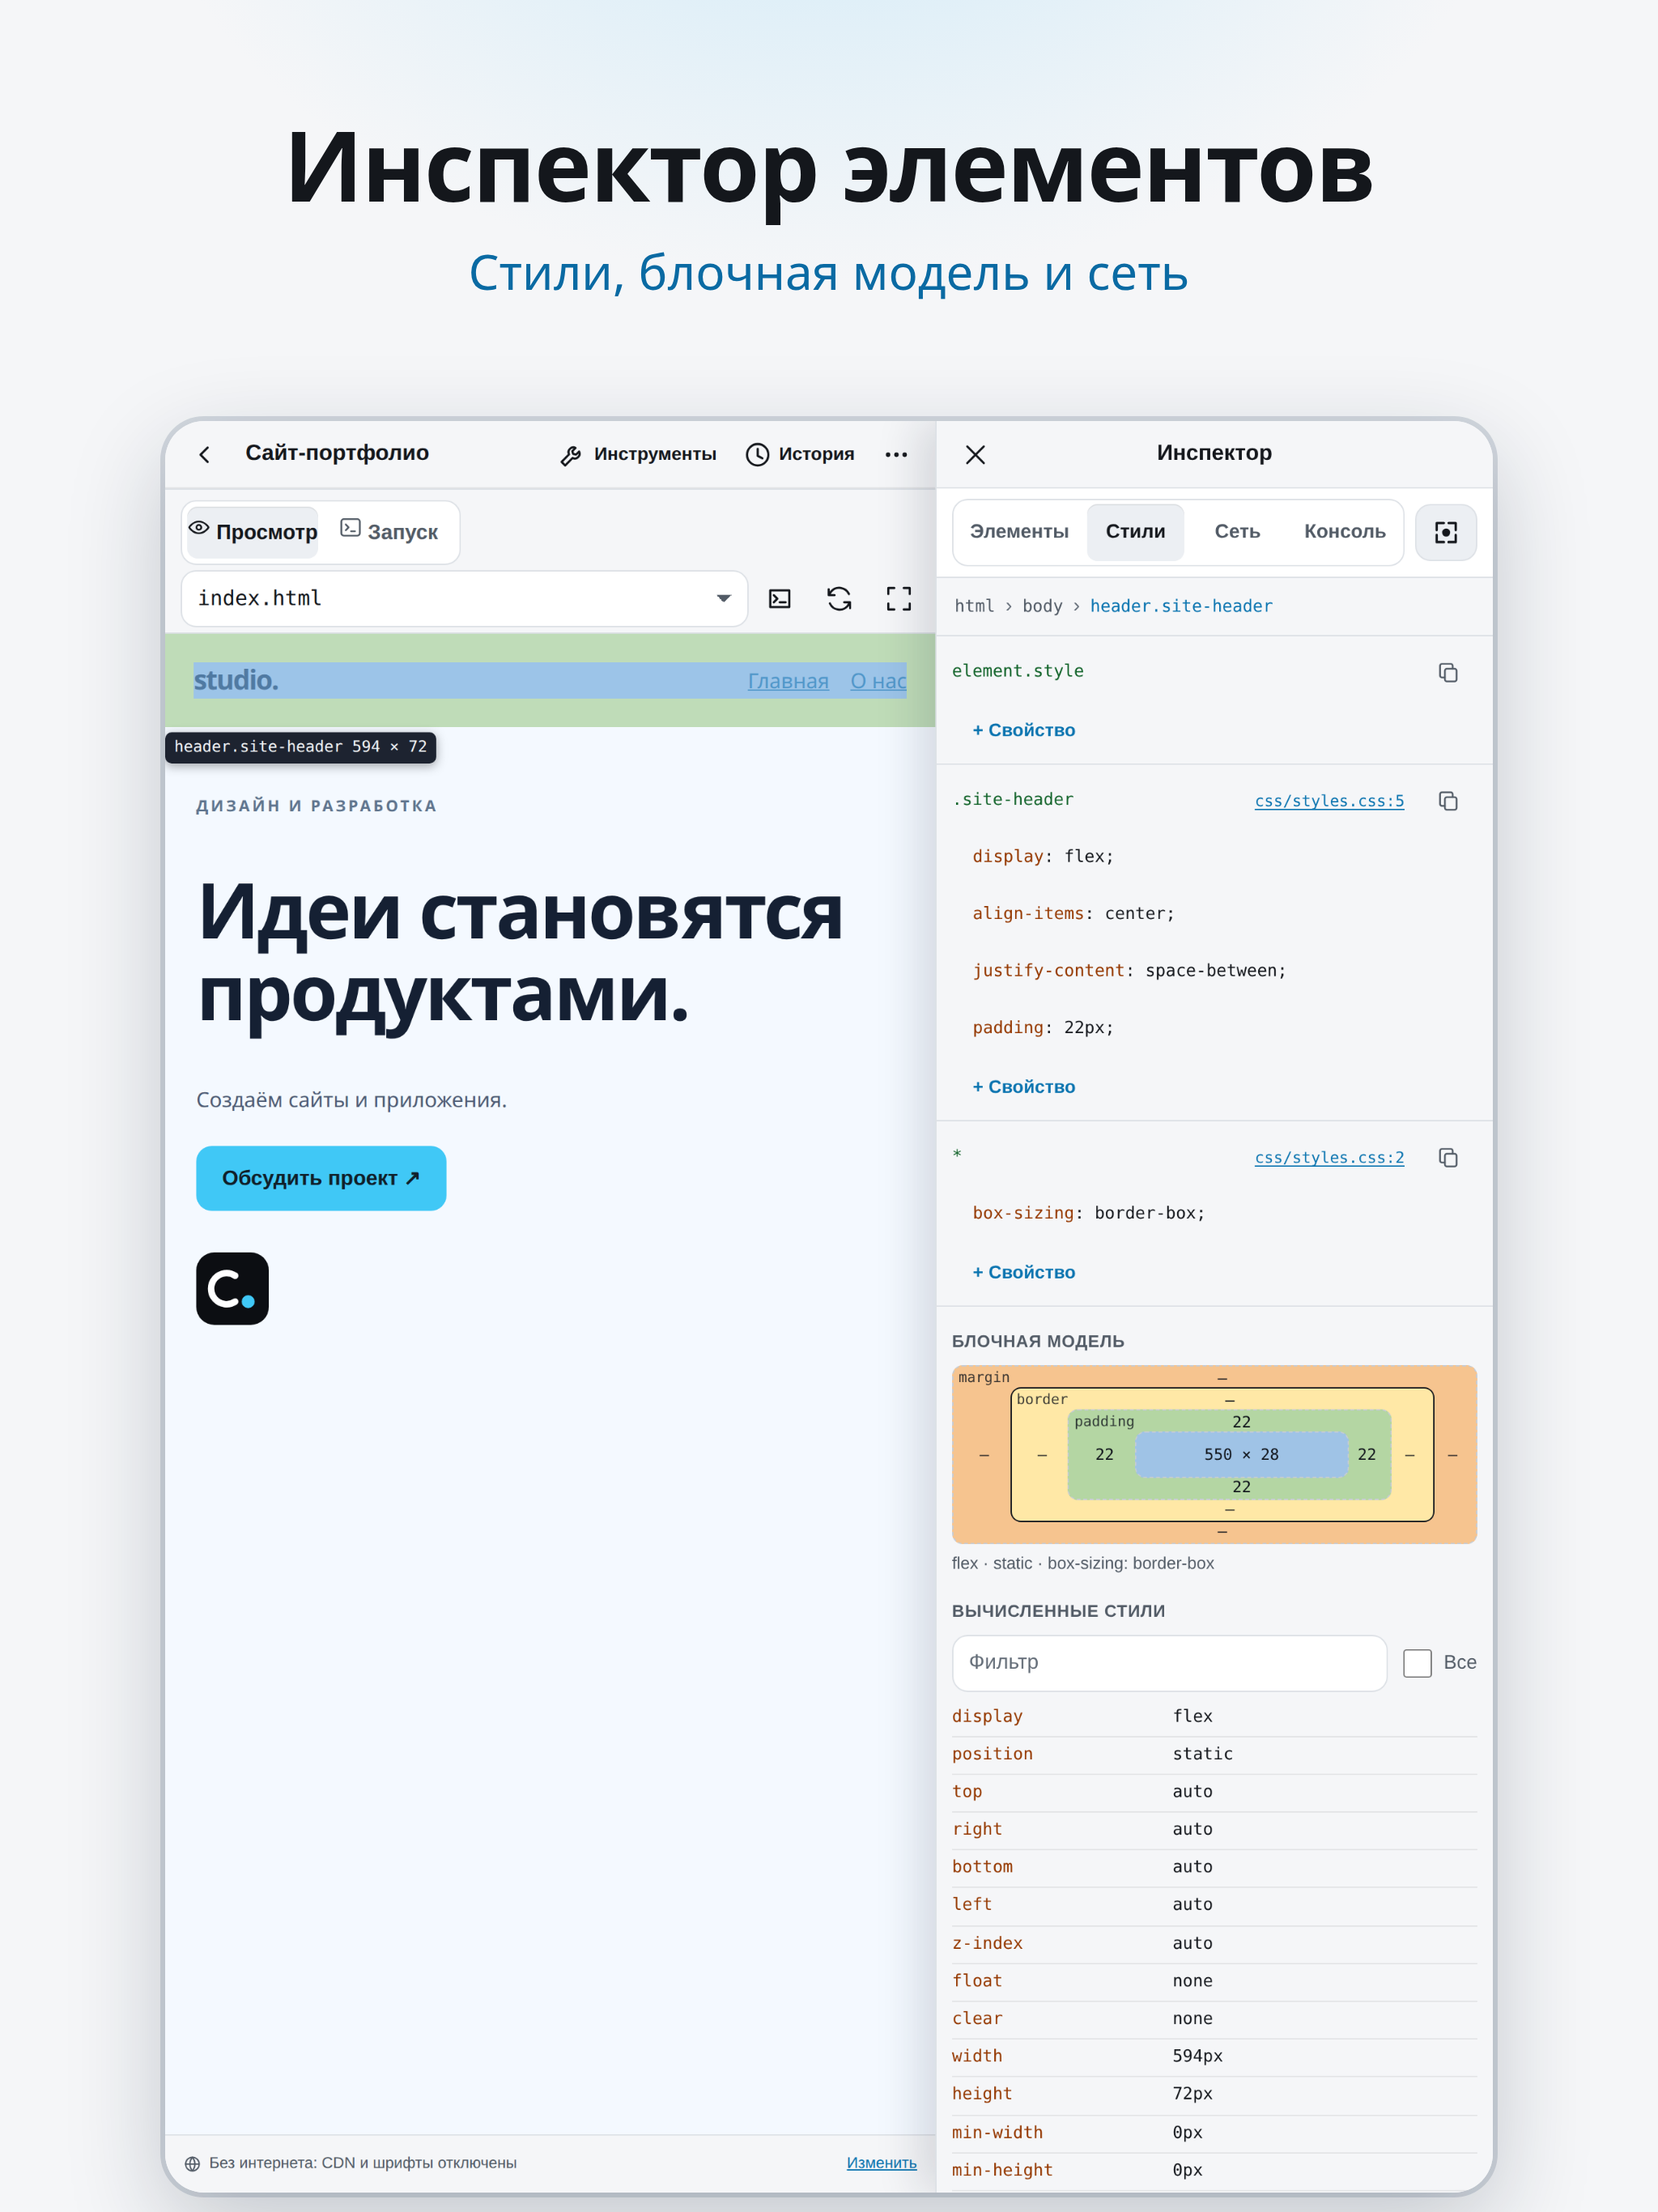 Инспектор элементов
Стили, блочная модель и сеть
Сайт-портфолио
Инструменты
История
Просмотр
Запуск
index.html
studio.
Главная
О нас
header.site-header 594 × 72
ДИЗАЙН И РАЗРАБОТКА
Идеи становятся
продуктами.
Создаём сайты и приложения.
Обсудить проект ↗
C.
Без интернета: CDN и шрифты отключены
Изменить
Инспектор
Элементы
Стили
Сеть
Консоль
html › body › header.site-header
element.style
+ Свойство
.site-header
css/styles.css:5
display: flex;
align-items: center;
justify-content: space-between;
padding: 22px;
+ Свойство
*
css/styles.css:2
box-sizing: border-box;
+ Свойство
БЛОЧНАЯ МОДЕЛЬ
margin –
border –
padding 22
– – 22 550 × 28 22 – –
22
–
–
flex · static · box-sizing: border-box
ВЫЧИСЛЕННЫЕ СТИЛИ
Фильтр
Все
display flex
position static
top auto
right auto
bottom auto
left auto
z-index auto
float none
clear none
width 594px
height 72px
min-width 0px
min-height 0px